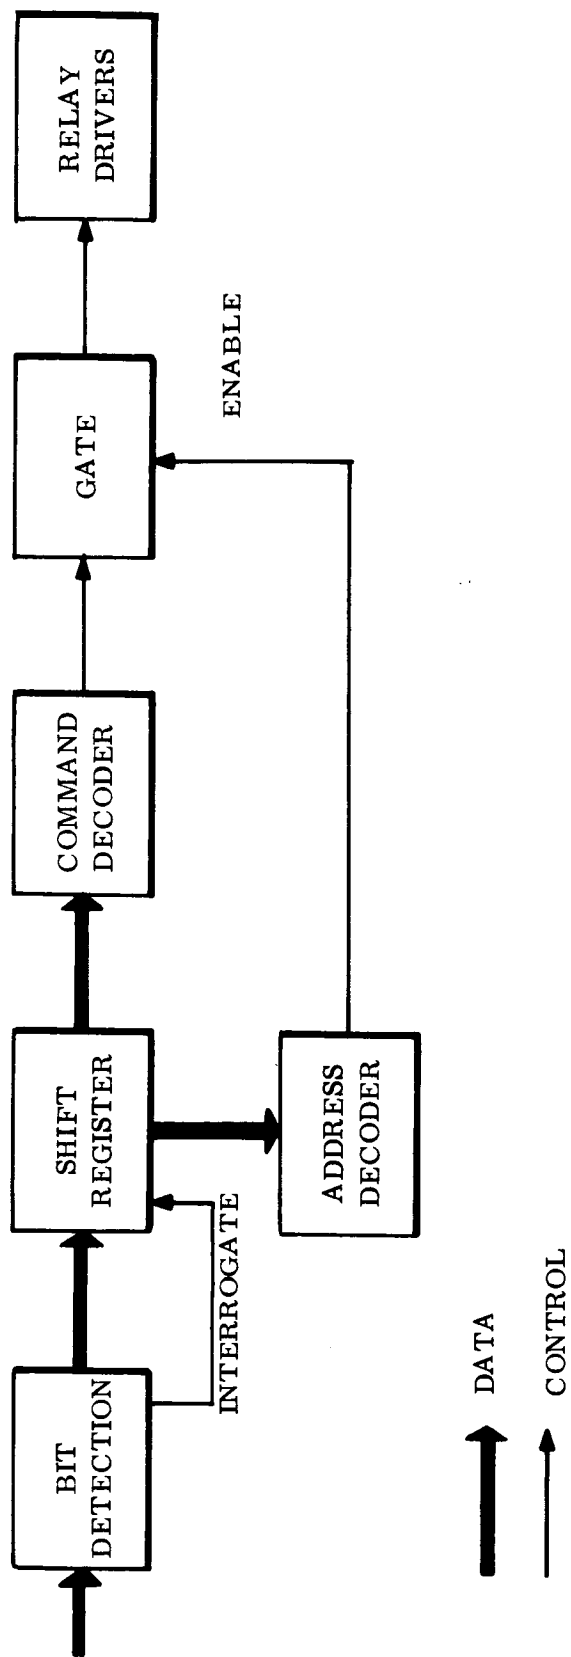 BIT
DETECTION
SHIFT
REGISTER
COMMAND
DECODER
GATE
RELAY
DRIVERS
INTERROGATE
ENABLE
ADDRESS
DECODER
DATA
CONTROL